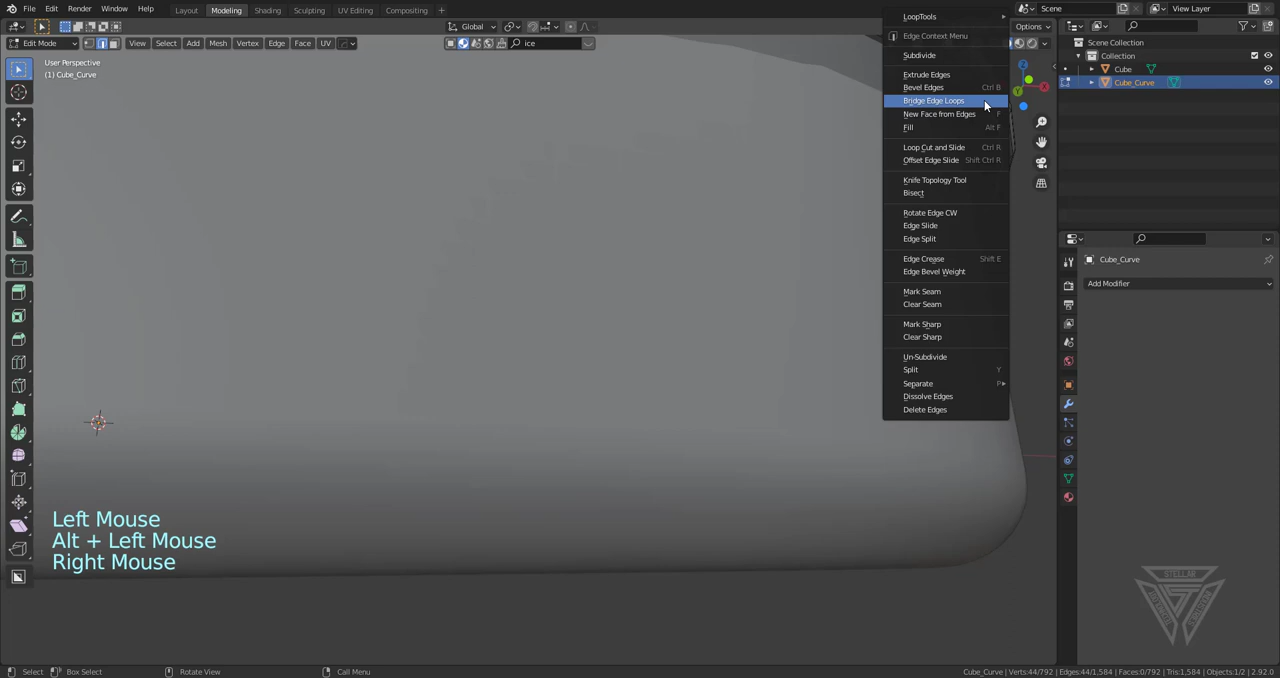 File Edit Render Window Help Layout Modeling Shading Sculpting UV Editing Compositing + Scene View Layer
Global ice Options
Edit Mode View Select Add Mesh Vertex Edge Face UV
User Perspective
(1) Cube_Curve
LoopTools
Edge Context Menu
Subdivide
Extrude Edges
Bevel Edges Ctrl B
Bridge Edge Loops
New Face from Edges F
Fill Alt F
Loop Cut and Slide Ctrl R
Offset Edge Slide Shift Ctrl R
Knife Topology Tool
Bisect
Rotate Edge CW
Edge Slide
Edge Split
Edge Crease Shift E
Edge Bevel Weight
Mark Seam
Clear Seam
Mark Sharp
Clear Sharp
Un-Subdivide
Split Y
Separate P
Dissolve Edges
Delete Edges
Z
X
Y
Scene Collection
Collection
Cube
Cube_Curve
Cube_Curve
Add Modifier
Left Mouse
Alt + Left Mouse
Right Mouse
STELLAR
Select Box Select Rotate View Call Menu Cube_Curve | Verts:44/792 | Edges:44/1,584 | Faces:0/792 | Tris:1,584 | Objects:1/2 | 2.92.0